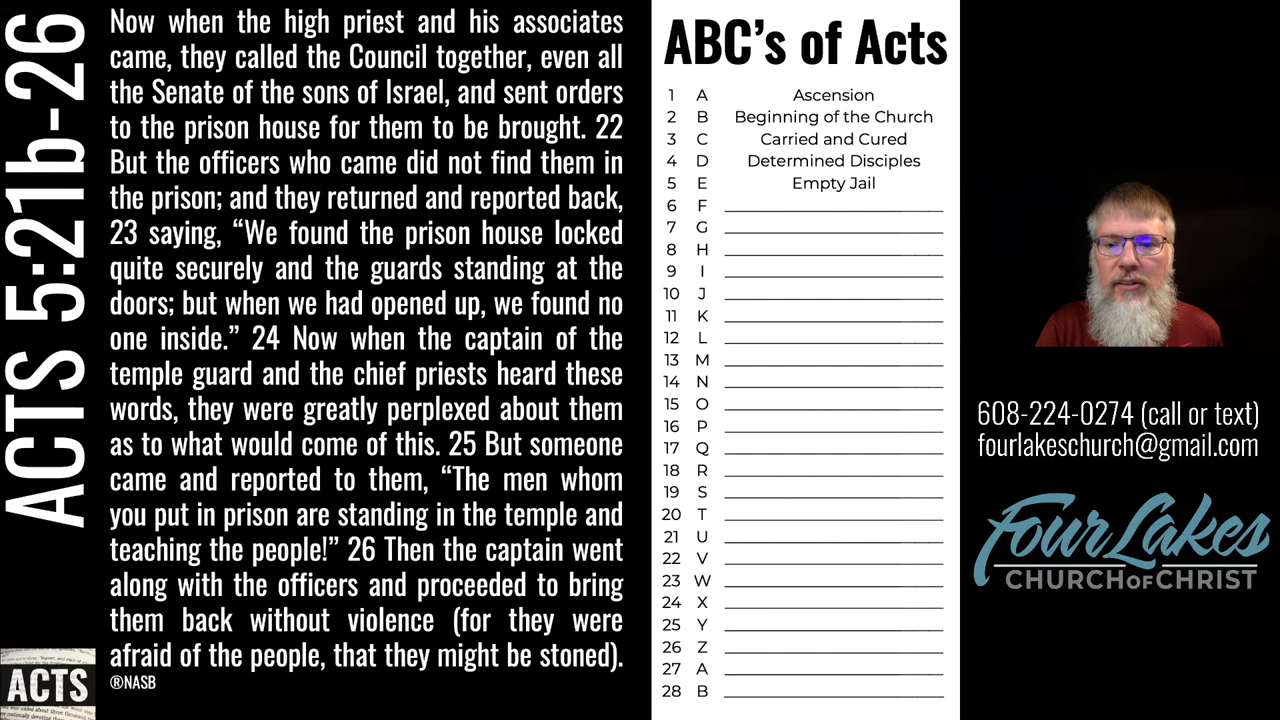 ACTS 5:21b-26
Now when the high priest and his associates
came, they called the Council together, even all
the Senate of the sons of Israel, and sent orders
to the prison house for them to be brought. 22
But the officers who came did not find them in
the prison; and they returned and reported back,
23 saying, “We found the prison house locked
quite securely and the guards standing at the
doors; but when we had opened up, we found no
one inside.” 24 Now when the captain of the
temple guard and the chief priests heard these
words, they were greatly perplexed about them
as to what would come of this. 25 But someone
came and reported to them, “The men whom
you put in prison are standing in the temple and
teaching the people!” 26 Then the captain went
along with the officers and proceeded to bring
them back without violence (for they were
afraid of the people, that they might be stoned).
®NASB
ACTS
ABC’s of Acts
1 A Ascension
2 B Beginning of the Church
3 C Carried and Cured
4 D Determined Disciples
5 E Empty Jail
6 F
7 G
8 H
9 I
10 J
11 K
12 L
13 M
14 N
15 O
16 P
17 Q
18 R
19 S
20 T
21 U
22 V
23 W
24 X
25 Y
26 Z
27 A
28 B
608-224-0274 (call or text)
fourlakeschurch@gmail.com
Four Lakes
CHURCH OF CHRIST